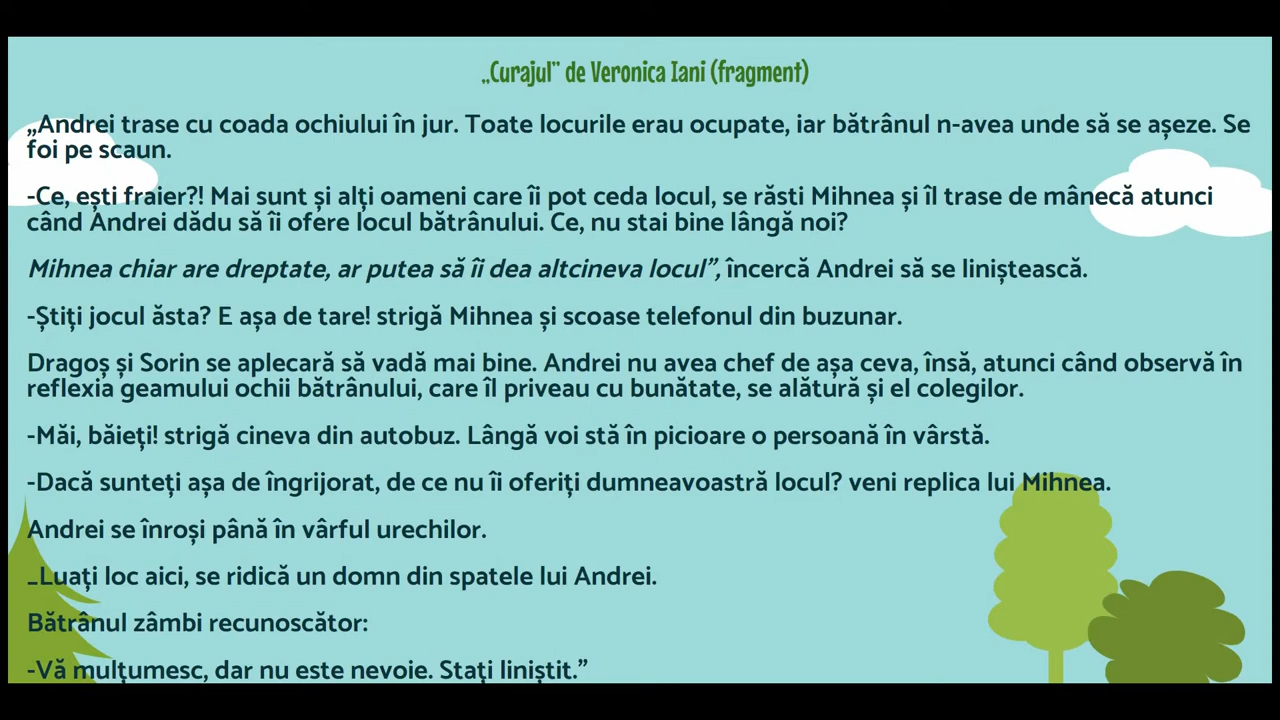 „Curajul” de Veronica Iani (fragment)
„Andrei trase cu coada ochiului în jur. Toate locurile erau ocupate, iar bătrânul n-avea unde să se așeze. Se
foi pe scaun.
-Ce, ești fraier?! Mai sunt și alți oameni care îi pot ceda locul, se răsti Mihnea și îl trase de mânecă atunci
când Andrei dădu să îi ofere locul bătrânului. Ce, nu stai bine lângă noi?
Mihnea chiar are dreptate, ar putea să îi dea altcineva locul”, încercă Andrei să se liniștească.
-Știți jocul ăsta? E așa de tare! strigă Mihnea și scoase telefonul din buzunar.
Dragoș și Sorin se aplecară să vadă mai bine. Andrei nu avea chef de așa ceva, însă, atunci când observă în
reflexia geamului ochii bătrânului, care îl priveau cu bunătate, se alătură și el colegilor.
-Măi, băieți! strigă cineva din autobuz. Lângă voi stă în picioare o persoană în vârstă.
-Dacă sunteți așa de îngrijorat, de ce nu îi oferiți dumneavoastră locul? veni replica lui Mihnea.
Andrei se înroși până în vârful urechilor.
_Luați loc aici, se ridică un domn din spatele lui Andrei.
Bătrânul zâmbi recunoscător:
-Vă mulțumesc, dar nu este nevoie. Stați liniștit.”